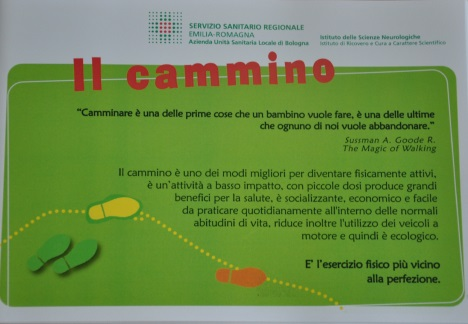 SERVIZIO SANITARIO REGIONALE
EMILIA-ROMAGNA
Azienda Unità Sanitaria Locale di Bologna
Istituto delle Scienze Neurologiche
Istituto di Ricovero e Cura a Carattere Scientifico
Il cammino
“Camminare è una delle prime cose che un bambino vuole fare, è una delle ultime
che ognuno di noi vuole abbandonare.”
Sussman A. Goode R.
The Magic of Walking
Il cammino è uno dei modi migliori per diventare fisicamente attivi,
è un’attività a basso impatto, con piccole dosi produce grandi
benefici per la salute, è socializzante, economico e facile
da praticare quotidianamente all'interno delle normali
abitudini di vita, riduce inoltre l'utilizzo dei veicoli a
motore e quindi è ecologico.
E’ l’esercizio fisico più vicino
alla perfezione.